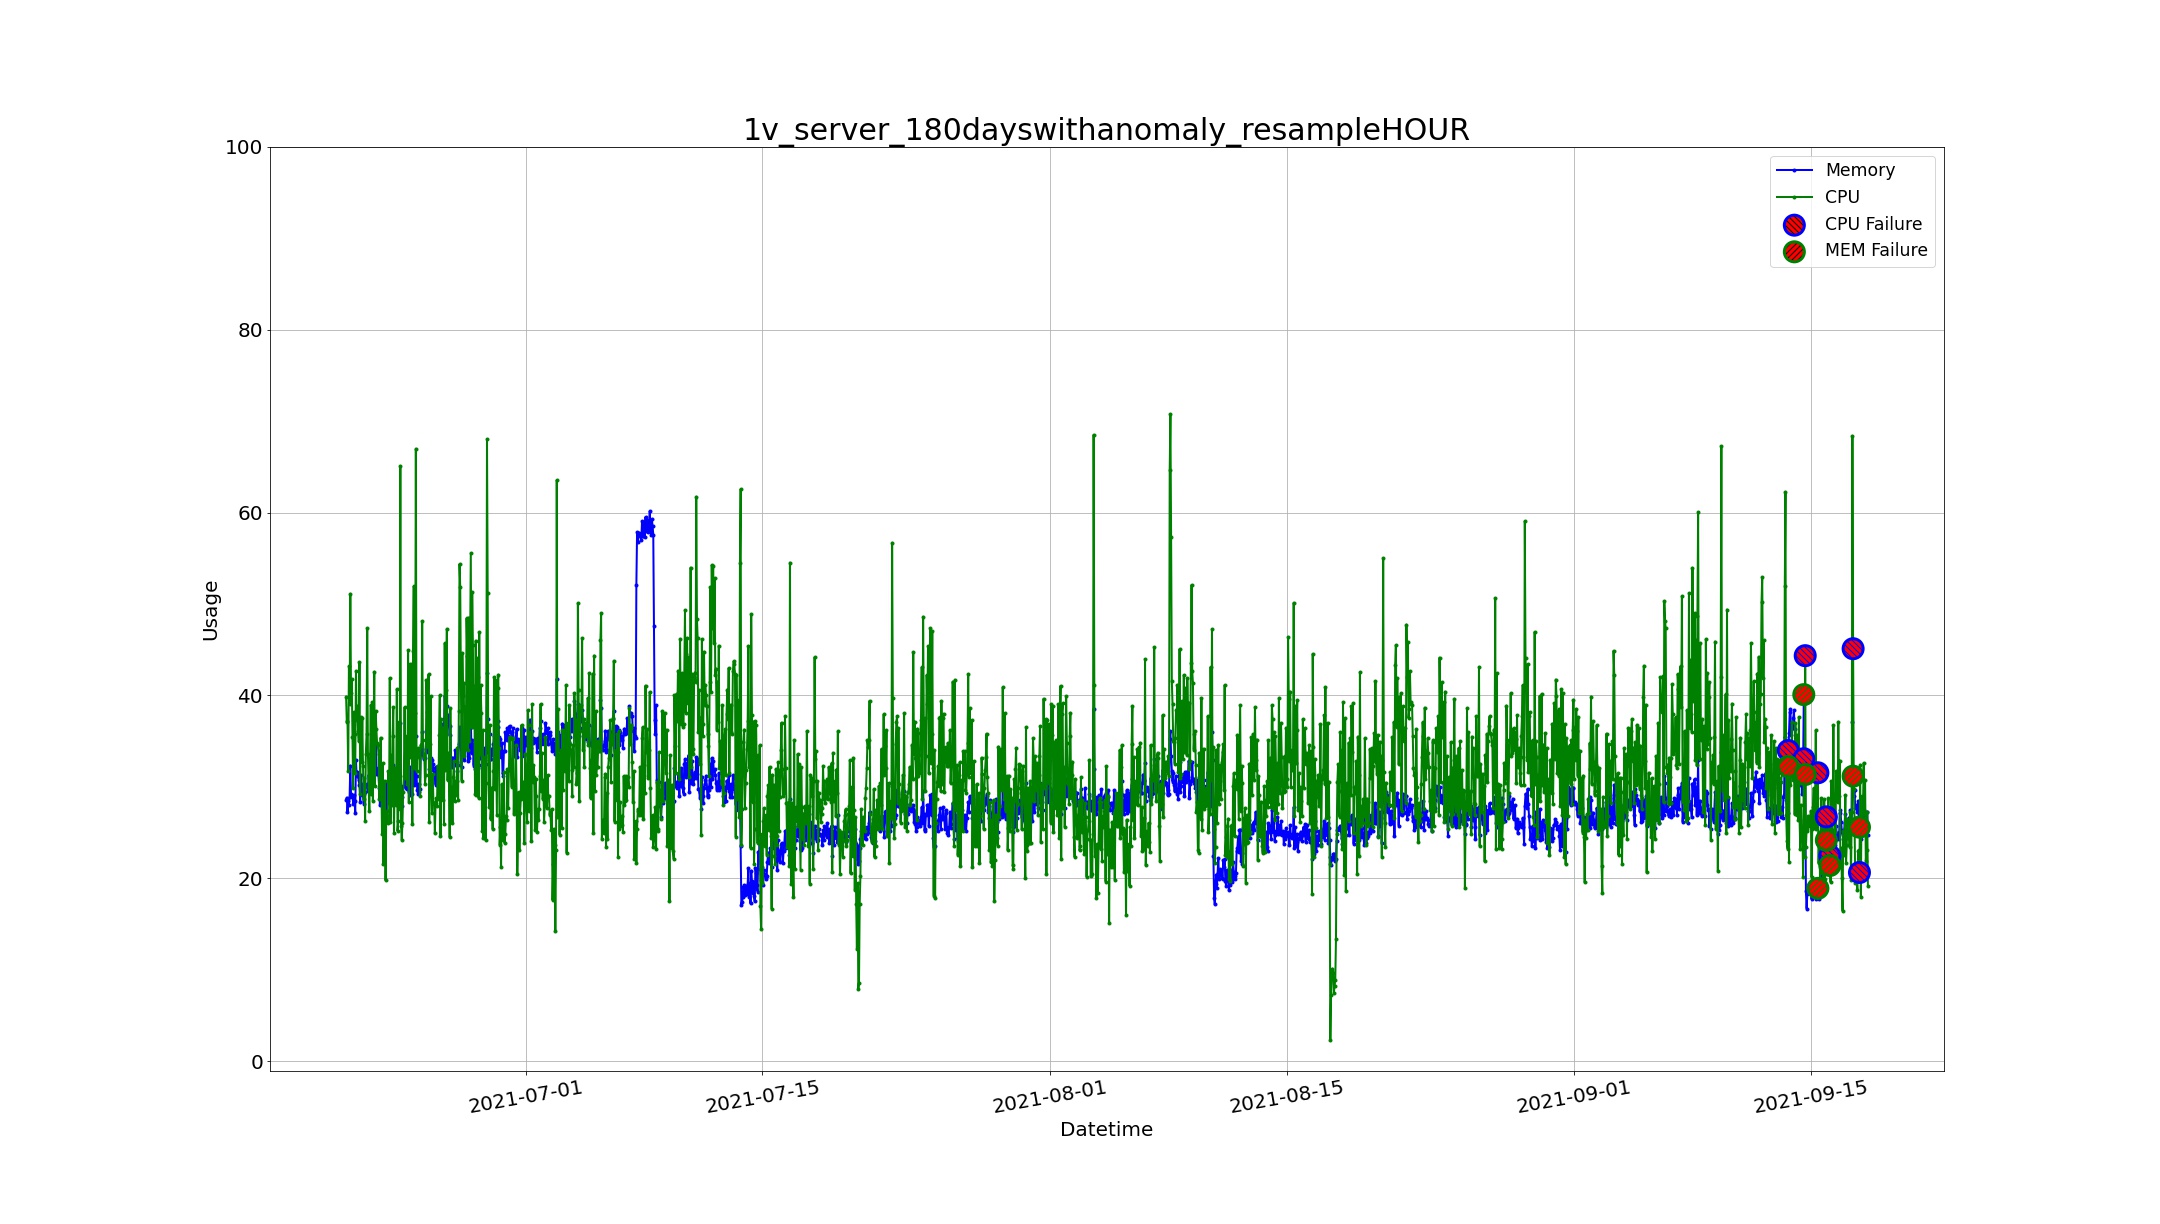 1v_server_180dayswithanomaly_resampleHOUR
100
80
60
40
20
0
Usage
Memory
CPU
CPU Failure
MEM Failure
2021-07-01
2021-07-15
2021-08-01
2021-08-15
2021-09-01
2021-09-15
Datetime